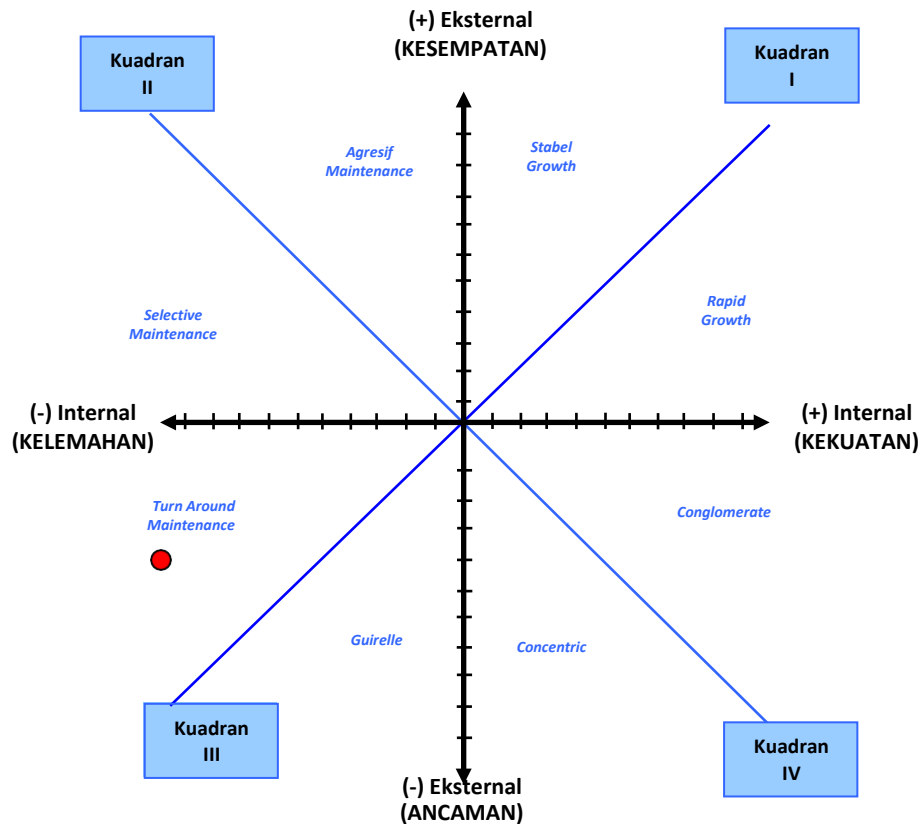 (+) Eksternal
(KESEMPATAN)
Kuadran
II
Kuadran
I
Agresif
Maintenance
Stabel
Growth
Selective
Maintenance
Rapid
Growth
(-) Internal
(KELEMAHAN)
(+) Internal
(KEKUATAN)
Turn Around
Maintenance
Conglomerate
Guirelle
Concentric
Kuadran
III
Kuadran
IV
(-) Eksternal
(ANCAMAN)